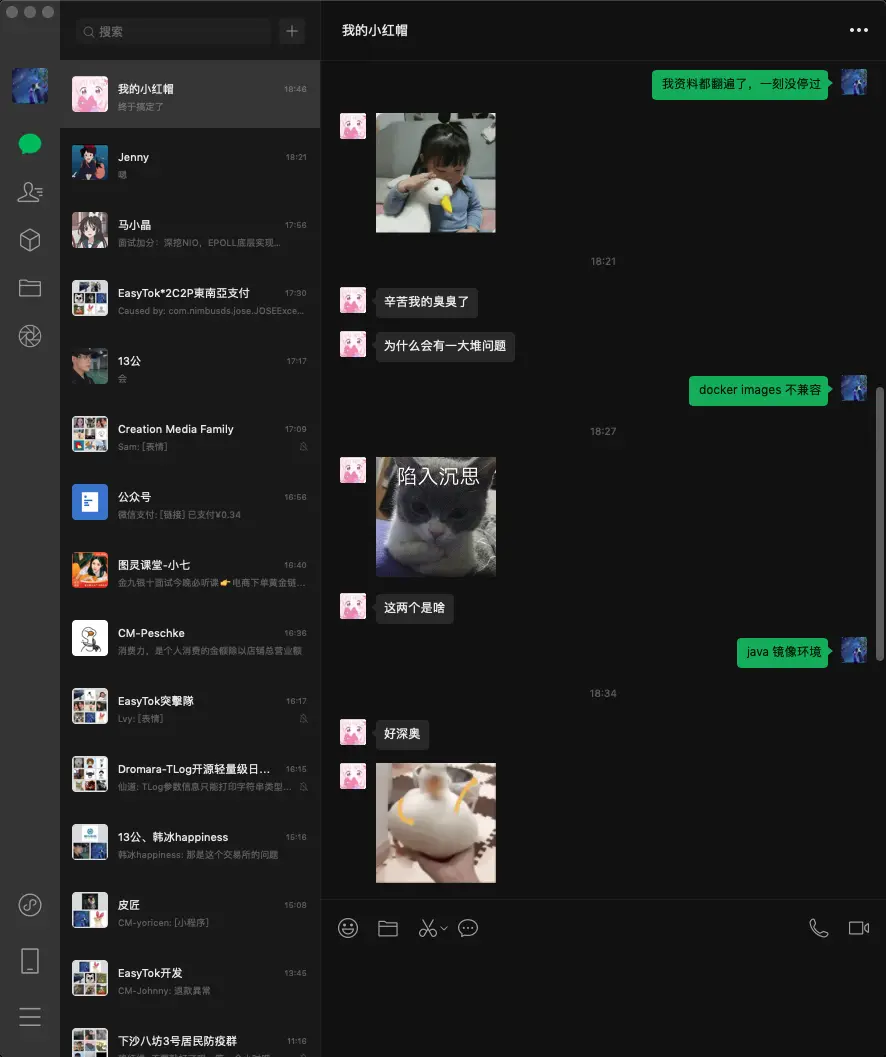 搜索
我的小红帽
18:46
终于搞定了
Jenny
18:21
嗯
马小晶
17:56
面试加分：深挖NIO，EPOLL底层实现...
EasyTok*2C2P東南亞支付
17:30
Caused by: com.nimbusds.jose.JOSEExce...
13公
17:17
会
Creation Media Family
17:09
Sam: [表情]
公众号
16:56
微信支付: [链接] 已支付¥0.34
图灵课堂-小七
16:40
金九银十面试今晚必听课👉电商下单黄金链...
CM-Peschke
16:36
消费力，是个人消费的金额除以店铺总营业额
EasyTok突擊隊
16:17
Lvy: [表情]
Dromara-TLog开源轻量级日...
16:15
仙道: TLog参数信息只能打印字符串类型...
13公、韩冰happiness
15:16
韩冰happiness: 那是这个交易所的问题
皮匠
15:08
CM-yoricen: [小程序]
EasyTok开发
13:45
CM-Johnny: 退款異常
下沙八坊3号居民防疫群
11:16
我的小红帽
我资料都翻遍了，一刻没停过
18:21
辛苦我的臭臭了
为什么会有一大堆问题
docker images 不兼容
18:27
陷入沉思
这两个是啥
java 镜像环境
18:34
好深奥